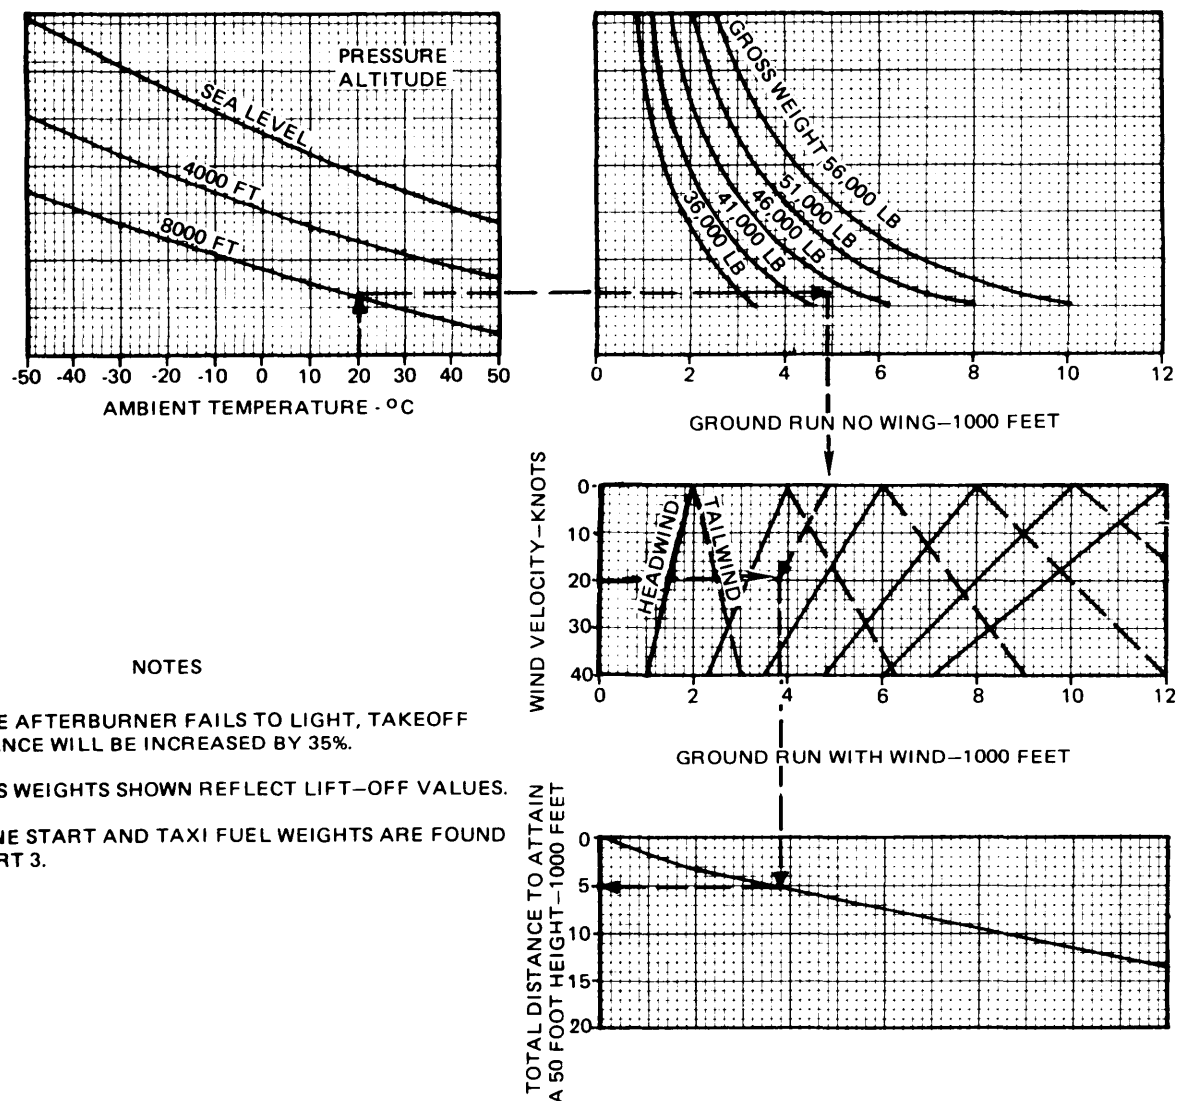 PRESSURE
ALTITUDE
SEA LEVEL
4000 FT
8000 FT
-50 -40 -30 -20 -10 0 10 20 30 40 50
AMBIENT TEMPERATURE - °C
GROSS WEIGHT 56,000 LB
51,000 LB
46,000 LB
41,000 LB
36,000 LB
0 2 4 6 8 10 12
GROUND RUN NO WING—1000 FEET
WIND VELOCITY—KNOTS
0
10
20
30
40
HEADWIND
TAILWIND
0 2 4 6 8 10 12
GROUND RUN WITH WIND—1000 FEET
NOTES
E AFTERBURNER FAILS TO LIGHT, TAKEOFF
NCE WILL BE INCREASED BY 35%.
S WEIGHTS SHOWN REFLECT LIFT—OFF VALUES.
NE START AND TAXI FUEL WEIGHTS ARE FOUND
RT 3.
TOTAL DISTANCE TO ATTAIN
A 50 FOOT HEIGHT—1000 FEET
0
5
10
15
20